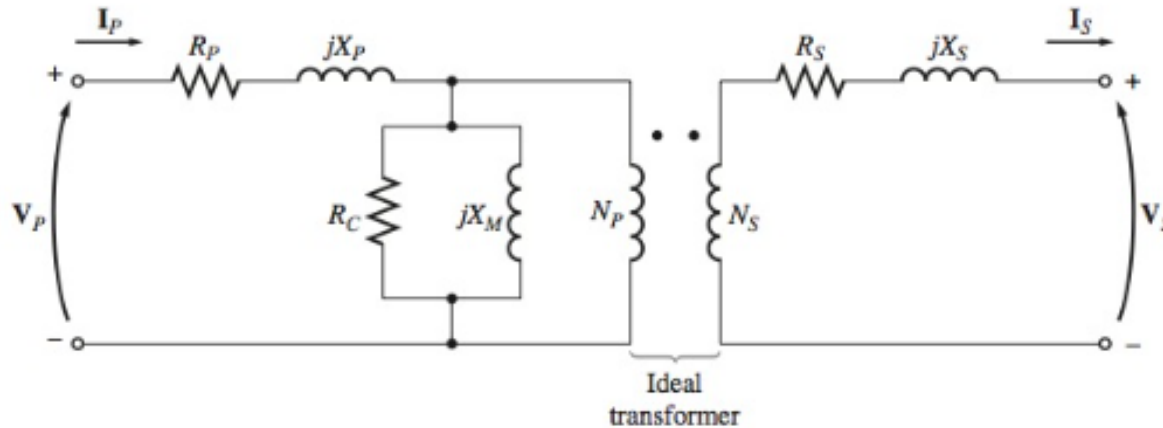 I_P
R_P
jX_P
R_S
jX_S
I_S
+
+
V_P
R_C
jX_M
N_P
N_S
−
−
Ideal
transformer